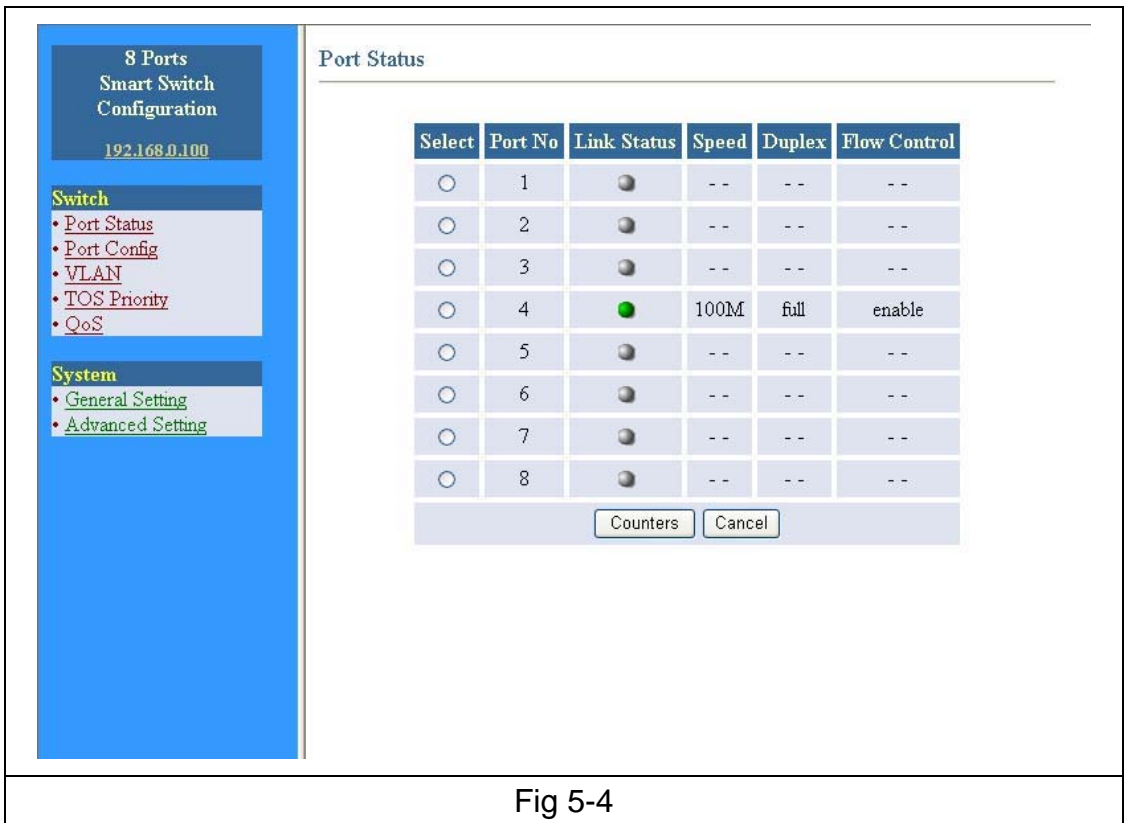 8 Ports
Smart Switch
Configuration
192.168.0.100
Switch
• Port Status
• Port Config
• VLAN
• TOS Priority
• QoS
System
• General Setting
• Advanced Setting
Port Status
Select Port No Link Status Speed Duplex Flow Control
1 - - - - - -
2 - - - - - -
3 - - - - - -
4 100M full enable
5 - - - - - -
6 - - - - - -
7 - - - - - -
8 - - - - - -
Counters Cancel
Fig 5-4